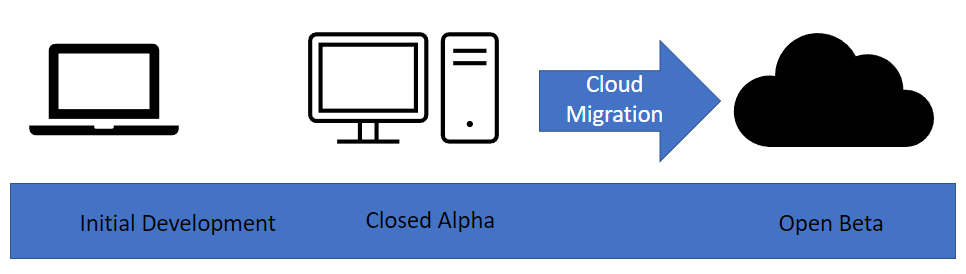 Cloud
Migration
Initial Development
Closed Alpha
Open Beta